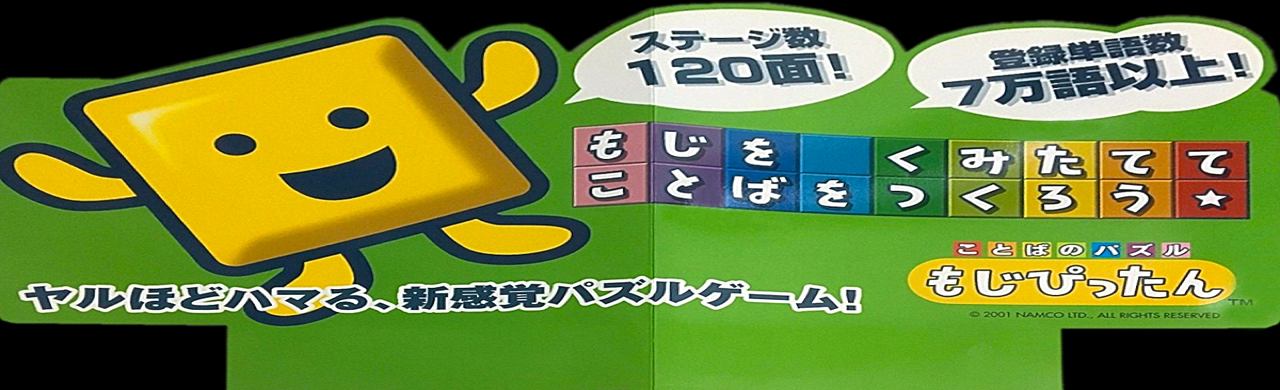 ステージ数
120面!
登録単語数
7万語以上!
もじを くみたてて
ことばをつくろう★
ヤルほどハマる、新感覚パズルゲーム!
ことばのパズル
もじぴったん™
© 2001 NAMCO LTD., ALL RIGHTS RESERVED